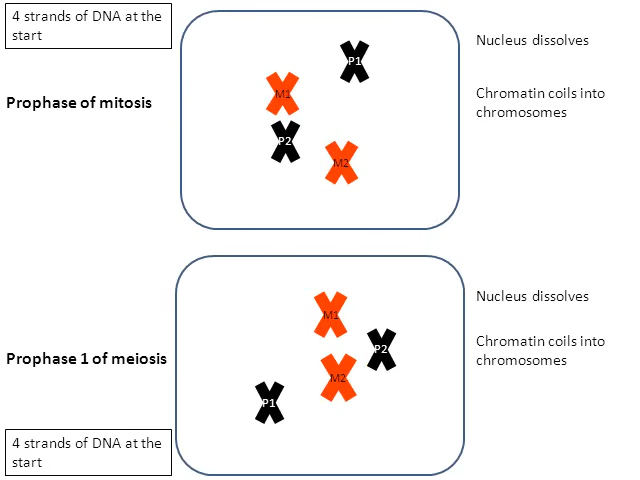 4 strands of DNA at the
start
Nucleus dissolves
P1
M1
Chromatin coils into
chromosomes
Prophase of mitosis
P2
M2
Nucleus dissolves
M1
Chromatin coils into
chromosomes
P2
Prophase 1 of meiosis
M2
P1
4 strands of DNA at the
start